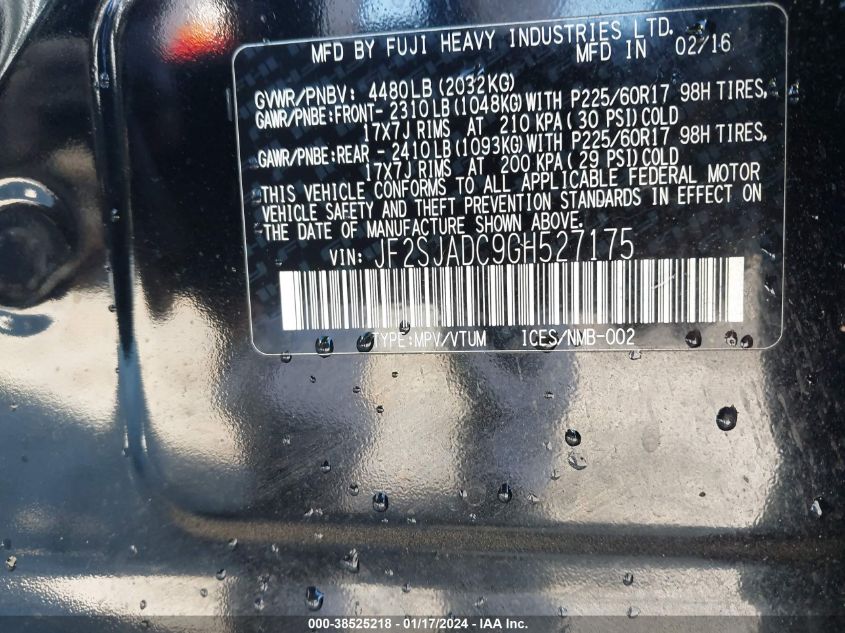 MFD BY FUJI HEAVY INDUSTRIES LTD.
MFD IN 02/16
GVWR/PNBV: 4480LB(2032KG)
GAWR/PNBE:FRONT- 2310LB(1048KG)WITH P225/60R17 98H TIRES,
17X7J RIMS AT 210 KPA(30 PSI)COLD
GAWR/PNBE:REAR - 2410LB(1093KG)WITH P225/60R17 98H TIRES,
17X7J RIMS AT 200 KPA(29 PSI)COLD
THIS VEHICLE CONFORMS TO ALL APPLICABLE FEDERAL MOTOR
VEHICLE SAFETY AND THEFT PREVENTION STANDARDS IN EFFECT ON
THE DATE OF MANUFACTURE SHOWN ABOVE.
VIN: JF2SJADC9GH527175
TYPE:MPV/VTUM ICES/NMB-002
000-38525218 - 01/17/2024 - IAA Inc.